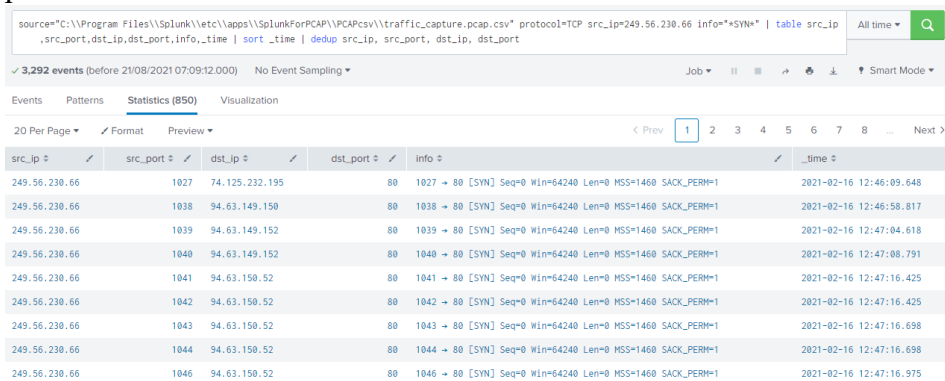 source="C:\\Program Files\\Splunk\\etc\\apps\\SplunkForPCAP\\PCAPcsv\\traffic_capture.pcap.csv" protocol=TCP src_ip=249.56.230.66 info="*SYN*" | table src_ip
,src_port,dst_ip,dst_port,info,_time | sort _time | dedup src_ip, src_port, dst_ip, dst_port
All time
✓ 3,292 events (before 21/08/2021 07:09:12.000) No Event Sampling
Job Smart Mode
Events Patterns Statistics (850) Visualization
20 Per Page Format Preview
< Prev 1 2 3 4 5 6 7 8 ... Next >
src_ip src_port dst_ip dst_port info _time
249.56.230.66 1027 74.125.232.195 80 1027 → 80 [SYN] Seq=0 Win=64240 Len=0 MSS=1460 SACK_PERM=1 2021-02-16 12:46:09.648
249.56.230.66 1038 94.63.149.150 80 1038 → 80 [SYN] Seq=0 Win=64240 Len=0 MSS=1460 SACK_PERM=1 2021-02-16 12:46:58.817
249.56.230.66 1039 94.63.149.152 80 1039 → 80 [SYN] Seq=0 Win=64240 Len=0 MSS=1460 SACK_PERM=1 2021-02-16 12:47:04.618
249.56.230.66 1040 94.63.149.152 80 1040 → 80 [SYN] Seq=0 Win=64240 Len=0 MSS=1460 SACK_PERM=1 2021-02-16 12:47:08.791
249.56.230.66 1041 94.63.150.52 80 1041 → 80 [SYN] Seq=0 Win=64240 Len=0 MSS=1460 SACK_PERM=1 2021-02-16 12:47:16.425
249.56.230.66 1042 94.63.150.52 80 1042 → 80 [SYN] Seq=0 Win=64240 Len=0 MSS=1460 SACK_PERM=1 2021-02-16 12:47:16.425
249.56.230.66 1043 94.63.150.52 80 1043 → 80 [SYN] Seq=0 Win=64240 Len=0 MSS=1460 SACK_PERM=1 2021-02-16 12:47:16.698
249.56.230.66 1044 94.63.150.52 80 1044 → 80 [SYN] Seq=0 Win=64240 Len=0 MSS=1460 SACK_PERM=1 2021-02-16 12:47:16.698
249.56.230.66 1046 94.63.150.52 80 1046 → 80 [SYN] Seq=0 Win=64240 Len=0 MSS=1460 SACK_PERM=1 2021-02-16 12:47:16.975